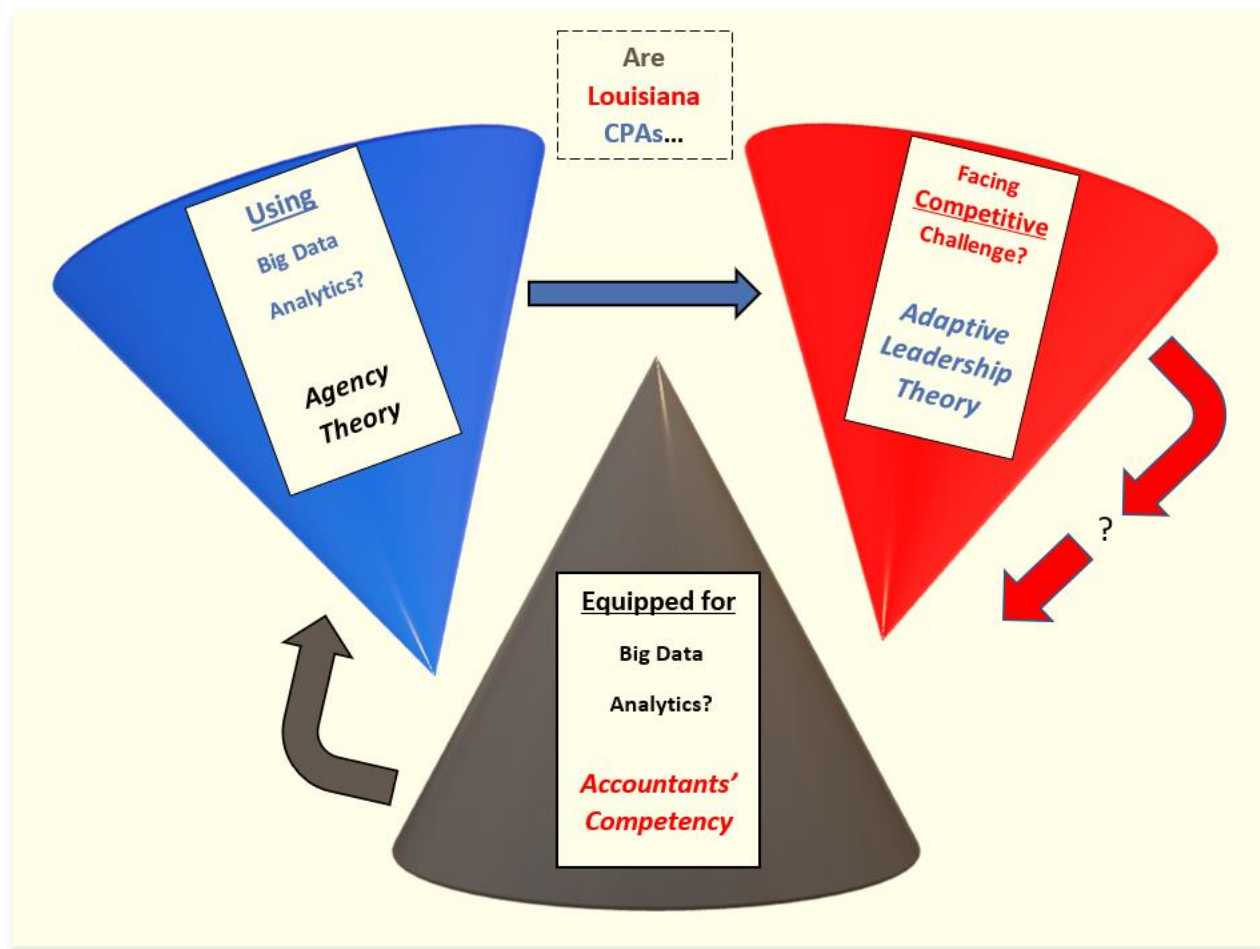 Are
Louisiana
CPAs...
Using
Big Data
Analytics?
Agency
Theory
Facing
Competitive
Challenge?
Adaptive
Leadership
Theory
?
Equipped for
Big Data
Analytics?
Accountants’
Competency